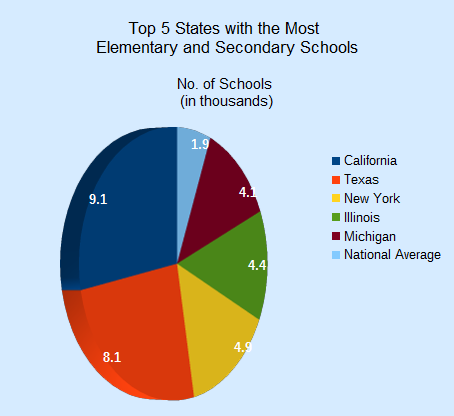 Top 5 States with the Most
Elementary and Secondary Schools
No. of Schools
(in thousands)
1.9
4.1
9.1
4.4
4.9
8.1
California
Texas
New York
Illinois
Michigan
National Average